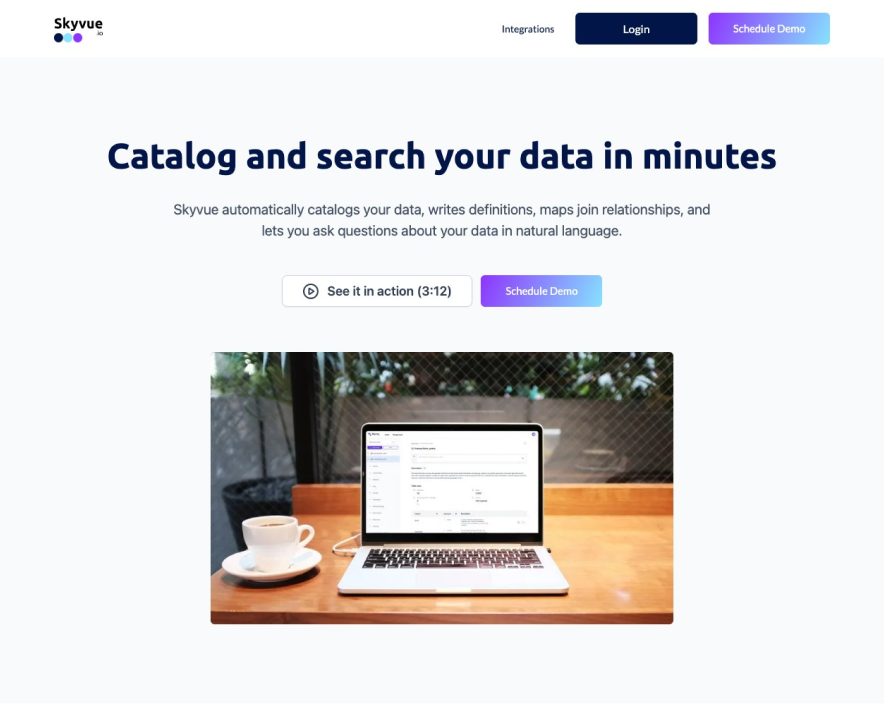 Skyvue
.io
Integrations
Login
Schedule Demo
Catalog and search your data in minutes
Skyvue automatically catalogs your data, writes definitions, maps join relationships, and
lets you ask questions about your data in natural language.
See it in action (3:12)
Schedule Demo